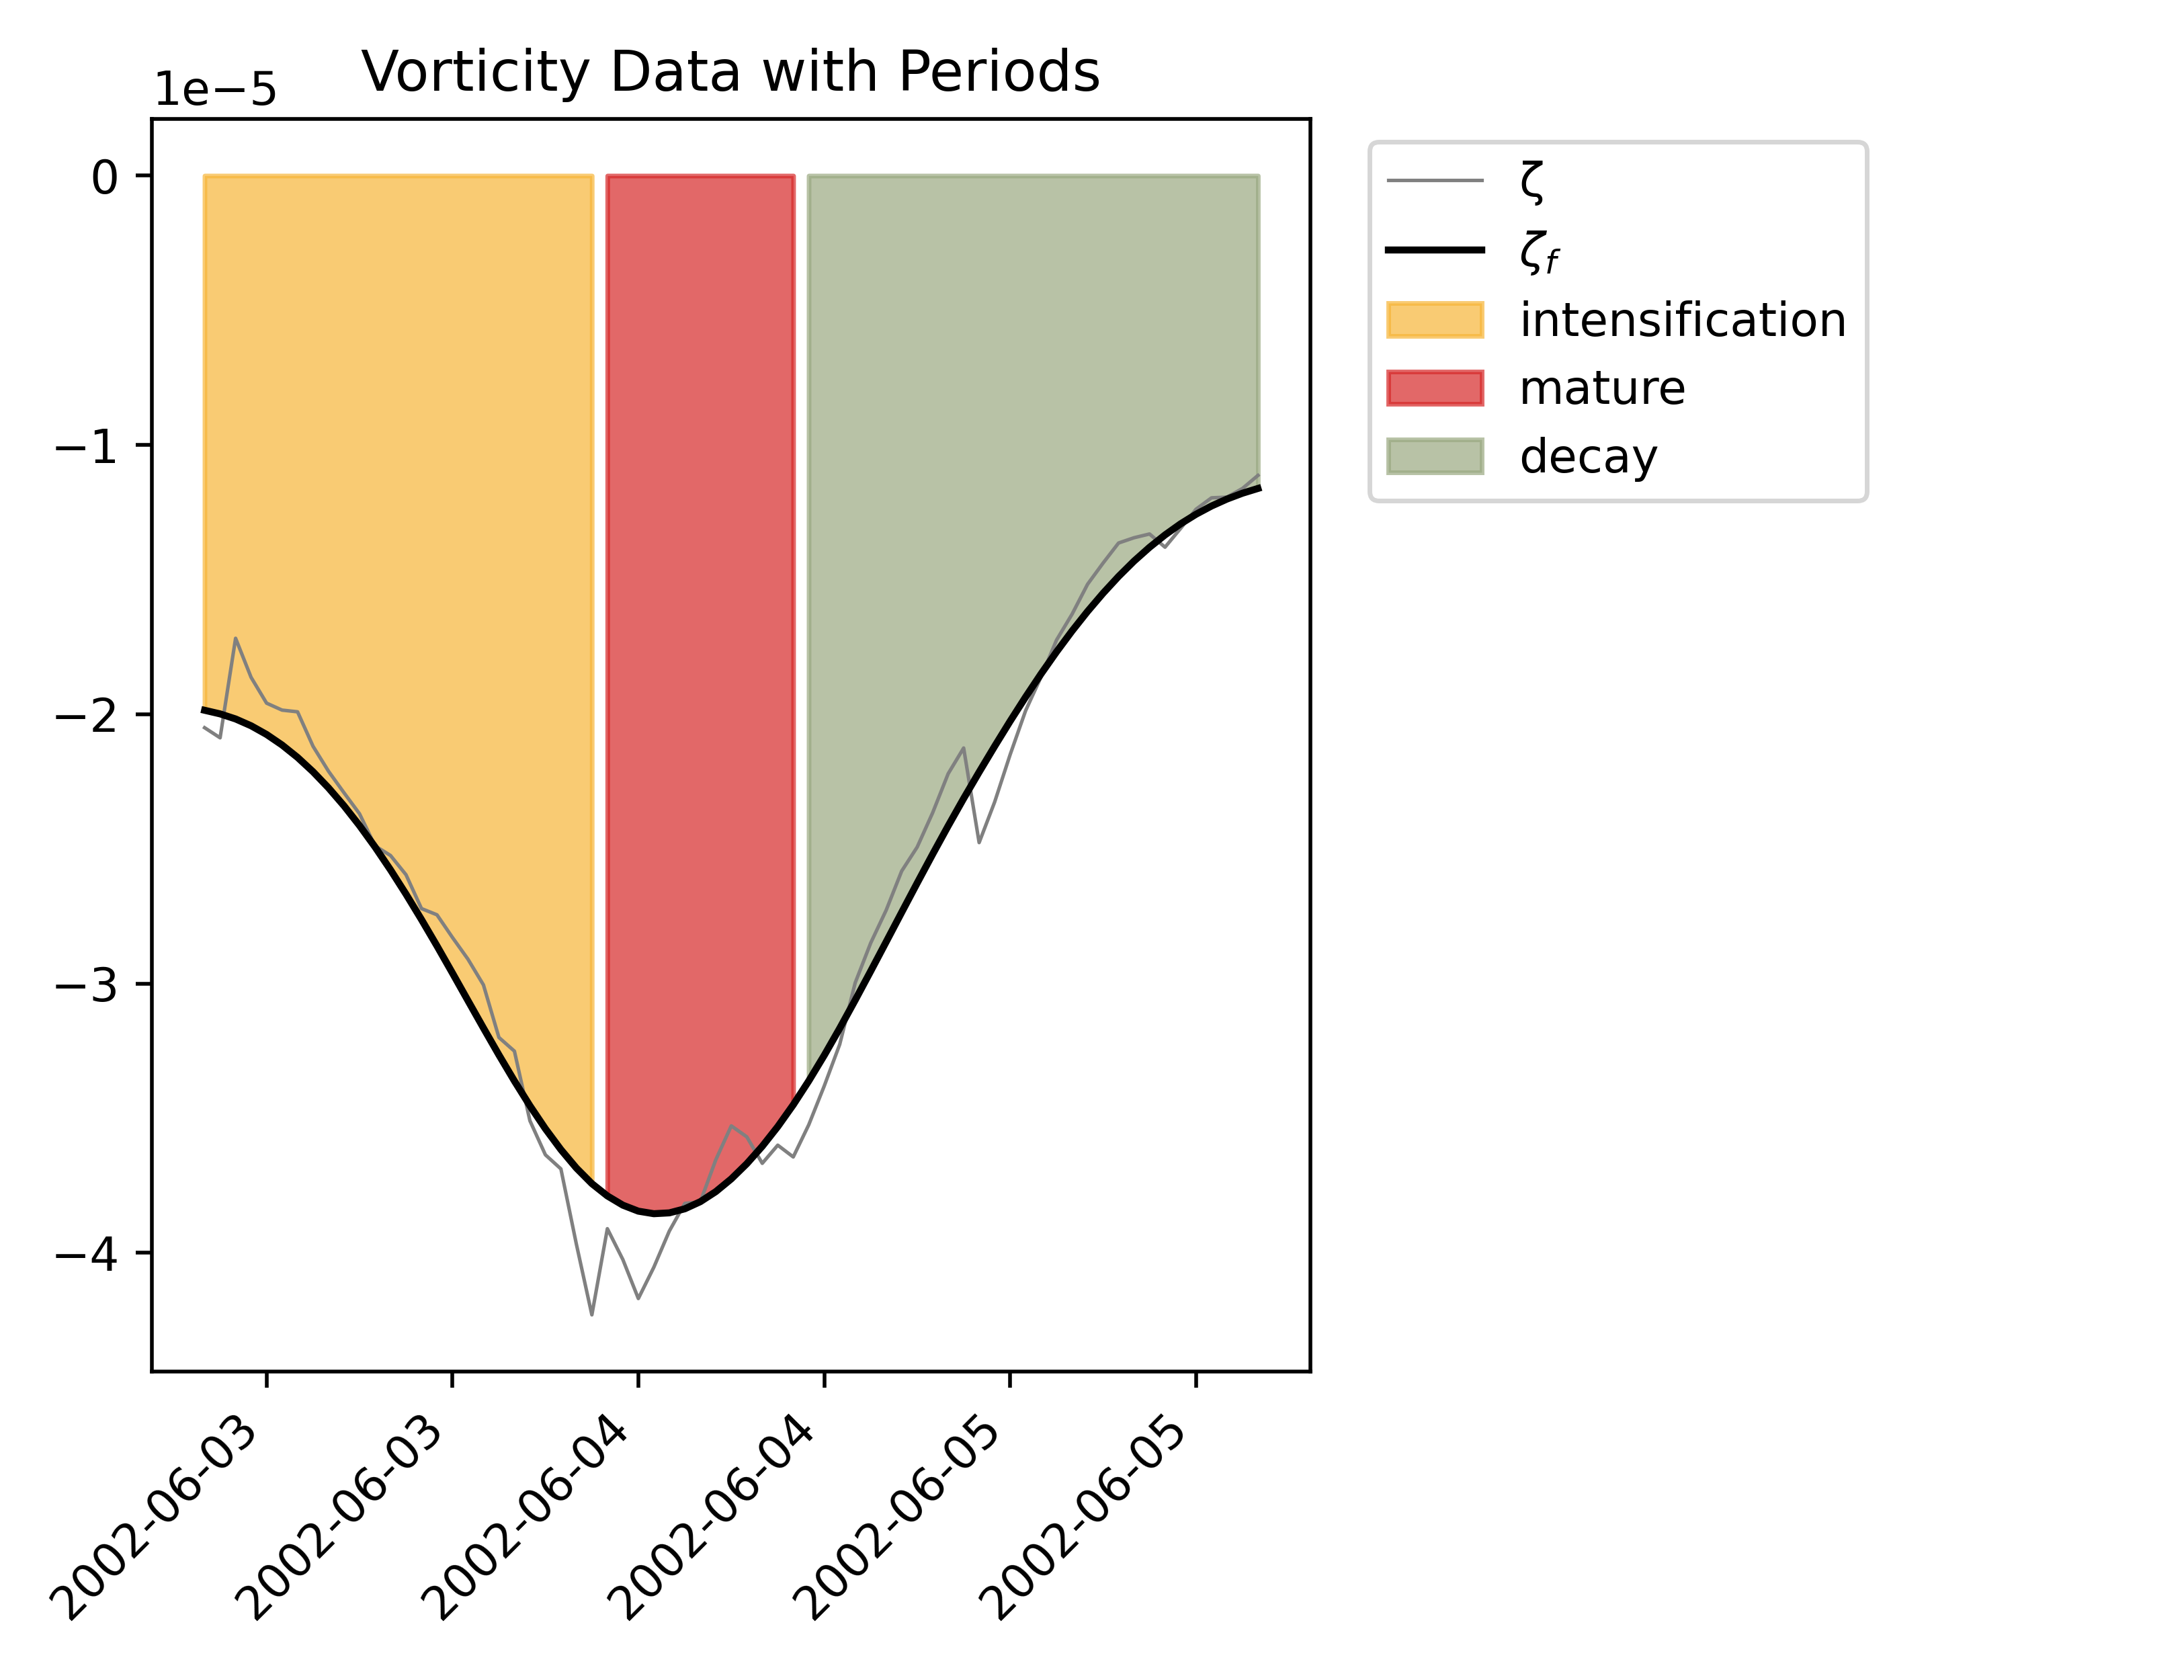 Vorticity Data with Periods
1e−5
0
−1
−2
−3
−4
2002-06-03
2002-06-03
2002-06-04
2002-06-04
2002-06-05
2002-06-05
ζ
ζf
intensification
mature
decay